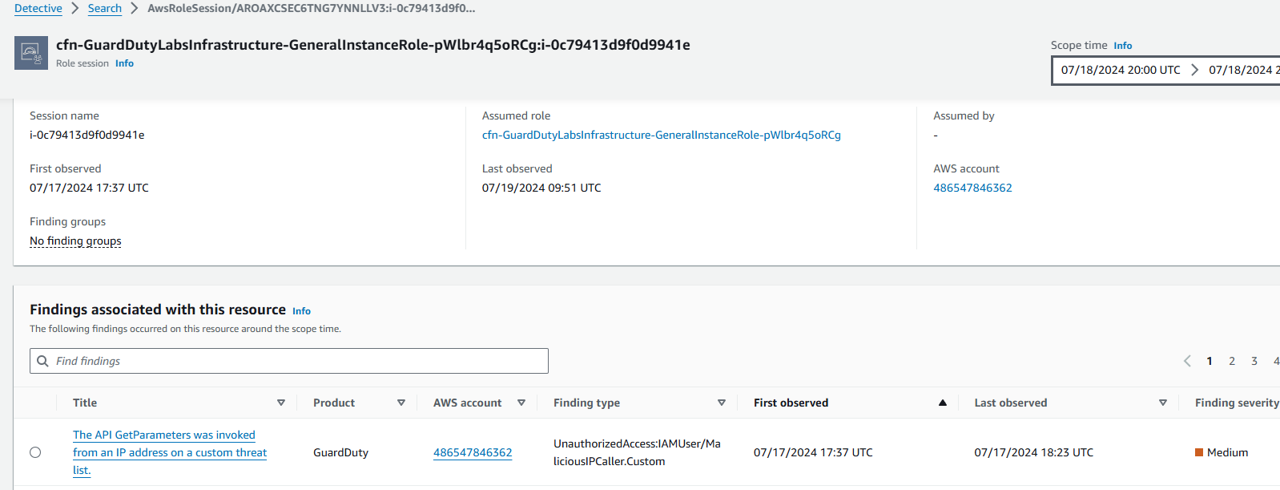 Detective > Search > AwsRoleSession/AROAXCSEC6TNG7YNNLLV3:i-0c79413d9f0...
cfn-GuardDutyLabsInfrastructure-GeneralInstanceRole-pWlbr4q5oRCg:i-0c79413d9f0d9941e
Role session Info
Scope time Info
07/18/2024 20:00 UTC > 07/18/2024 2
Session name
i-0c79413d9f0d9941e
Assumed role
cfn-GuardDutyLabsInfrastructure-GeneralInstanceRole-pWlbr4q5oRCg
Assumed by
-
First observed
07/17/2024 17:37 UTC
Last observed
07/19/2024 09:51 UTC
AWS account
486547846362
Finding groups
No finding groups
Findings associated with this resource Info
The following findings occurred on this resource around the scope time.
Find findings
1 2 3 4
Title Product AWS account Finding type First observed Last observed Finding severity
The API GetParameters was invoked
from an IP address on a custom threat
list.
GuardDuty
486547846362
UnauthorizedAccess:IAMUser/Ma
liciousIPCaller.Custom
07/17/2024 17:37 UTC
07/17/2024 18:23 UTC
Medium